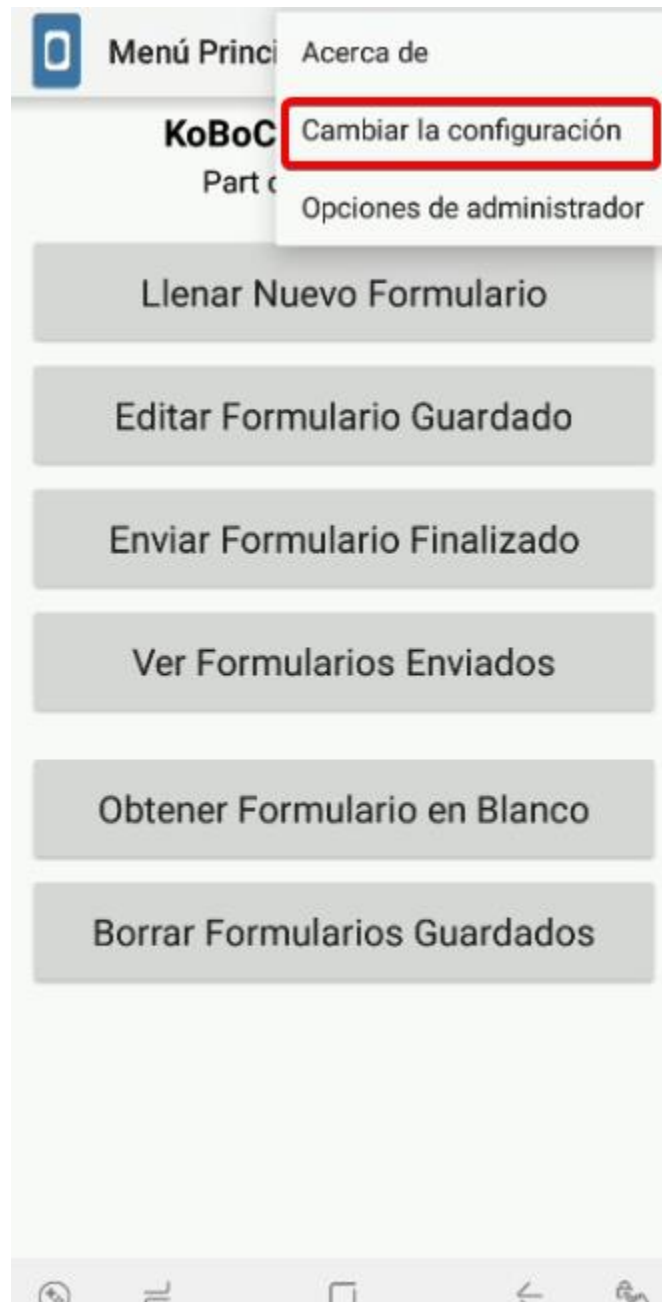 Menú Princi
Acerca de
KoBoC
Cambiar la configuración
Part
Opciones de administrador
Llenar Nuevo Formulario
Editar Formulario Guardado
Enviar Formulario Finalizado
Ver Formularios Enviados
Obtener Formulario en Blanco
Borrar Formularios Guardados